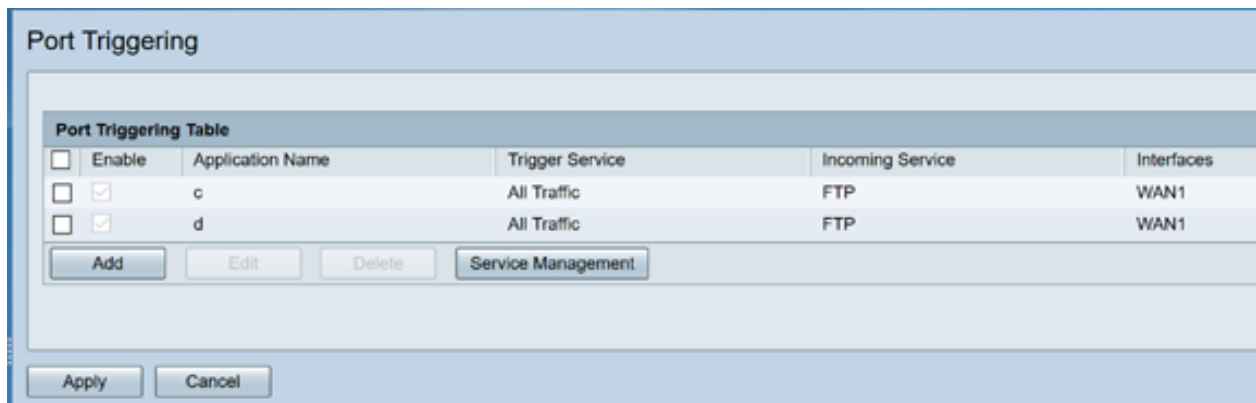 Port Triggering
Port Triggering Table
Enable Application Name Trigger Service Incoming Service Interfaces
c All Traffic FTP WAN1
d All Traffic FTP WAN1
Add Edit Delete Service Management
Apply Cancel